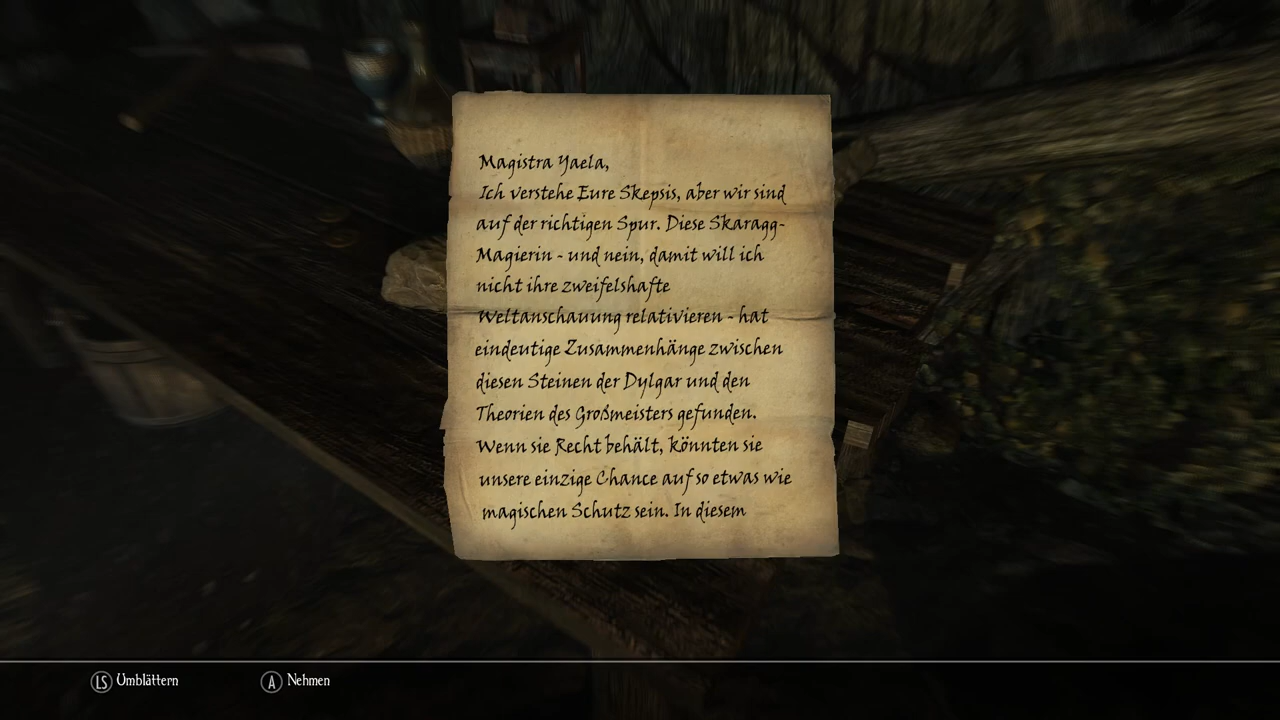 Magistra Yaela,
Ich verstehe Eure Skepsis, aber wir sind
auf der richtigen Spur. Diese Skaragg-
Magierin - und nein, damit will ich
nicht ihre zweifelshafte
Weltanschauung relativieren - hat
eindeutige Zusammenhänge zwischen
diesen Steinen der Dylgar und den
Theorien des Großmeisters gefunden.
Wenn sie Recht behält, könnten sie
unsere einzige Chance auf so etwas wie
magischen Schutz sein. In diesem
LS Umblättern
A Nehmen